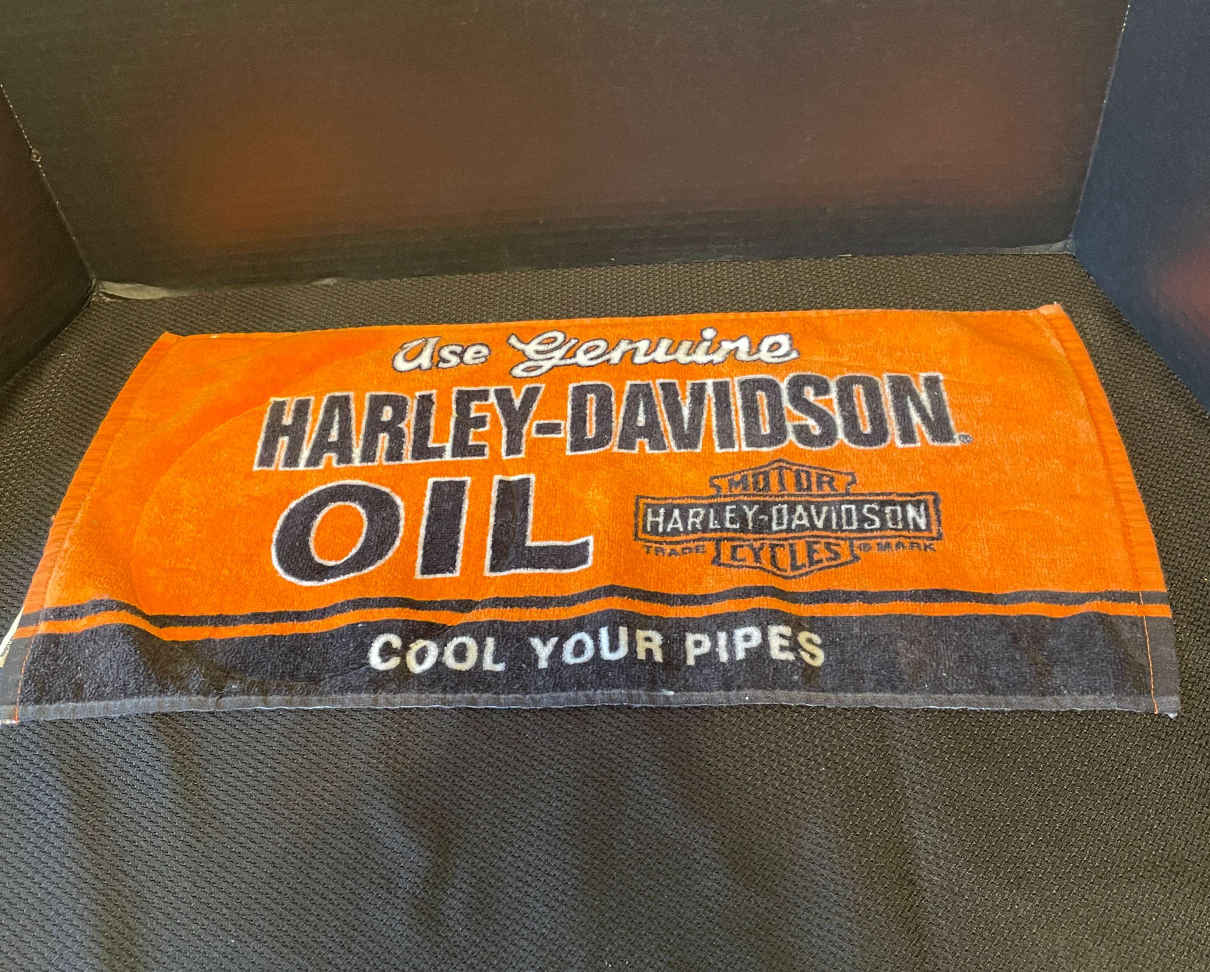 Use Genuine
HARLEY-DAVIDSON®
OIL
MOTOR
HARLEY-DAVIDSON
TRADE CYCLES ® MARK
COOL YOUR PIPES